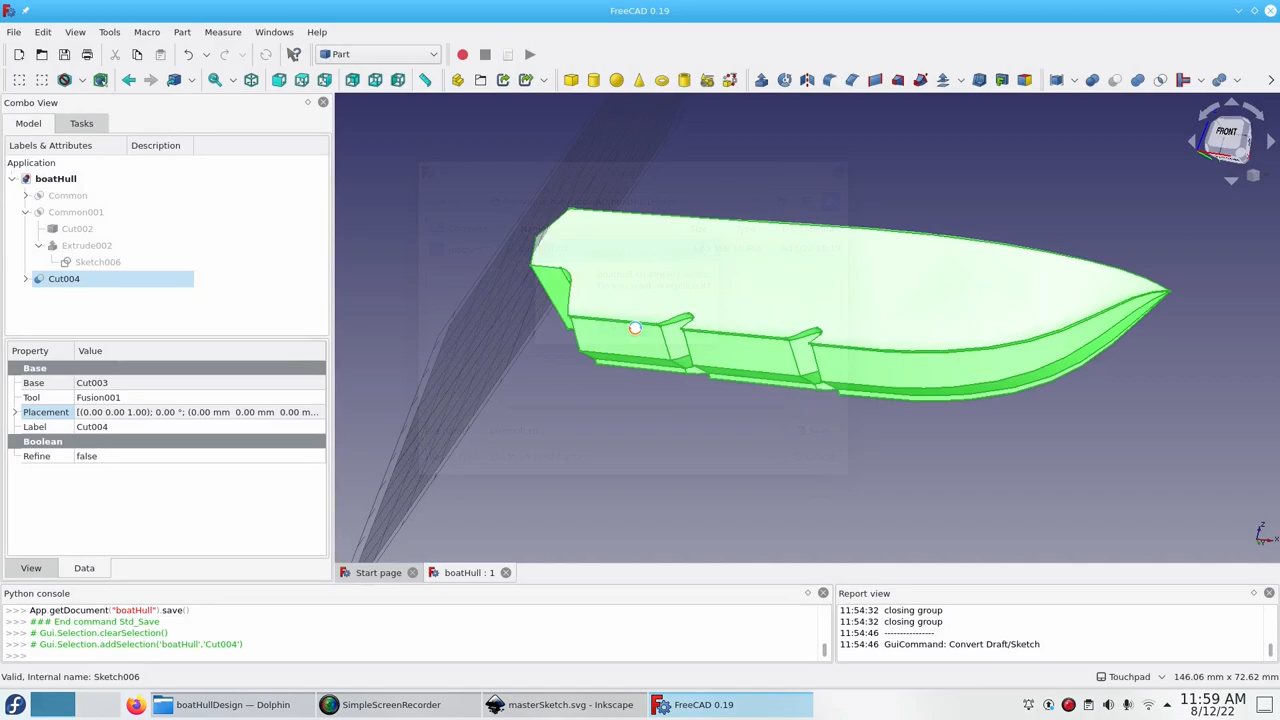 FreeCAD 0.19
File Edit View Tools Macro Part Measure Windows Help
Part
Combo View
Model Tasks
Labels & Attributes Description
Application
boatHull
Common
Common001
Cut002
Extrude002
Sketch006
Cut004
Property Value
Base
Base Cut003
Tool Fusion001
Placement [(0.00 0.00 1.00); 0.00 °; (0.00 mm 0.00 mm 0.00 m...
Label Cut004
Boolean
Refine false
View Data
FRONT
Z
X
Start page boatHull : 1
Python console
>>> App.getDocument("boatHull").save()
>>> ### End command Std_Save
>>> # Gui.Selection.clearSelection()
>>> # Gui.Selection.addSelection('boatHull','Cut004')
>>>
Report view
11:54:32 closing group
11:54:32 closing group
11:54:46 ---------------
11:54:46 GuiCommand: Convert Draft/Sketch
Valid, Internal name: Sketch006
Touchpad 146.06 mm x 72.62 mm
boatHullDesign — Dolphin SimpleScreenRecorder masterSketch.svg - Inkscape FreeCAD 0.19
11:59 AM
8/12/22